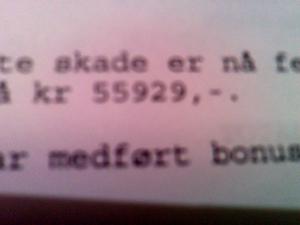 te skade er nå fe
å kr 55929,-.
ar medført bonus